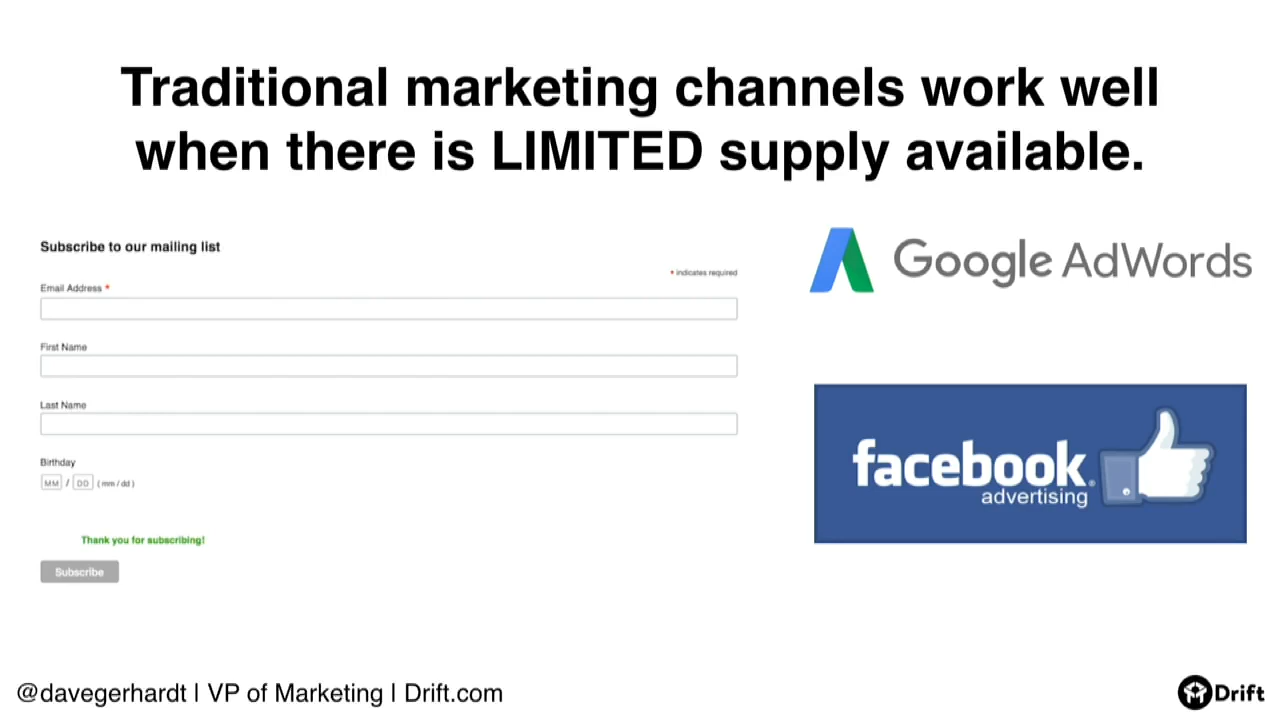 Traditional marketing channels work well
when there is LIMITED supply available.
Subscribe to our mailing list
* indicates required
Email Address *
First Name
Last Name
Birthday
MM / DD ( mm / dd )
Thank you for subscribing!
Subscribe
Google AdWords
facebook®
advertising
@davegerhardt | VP of Marketing | Drift.com
Drift